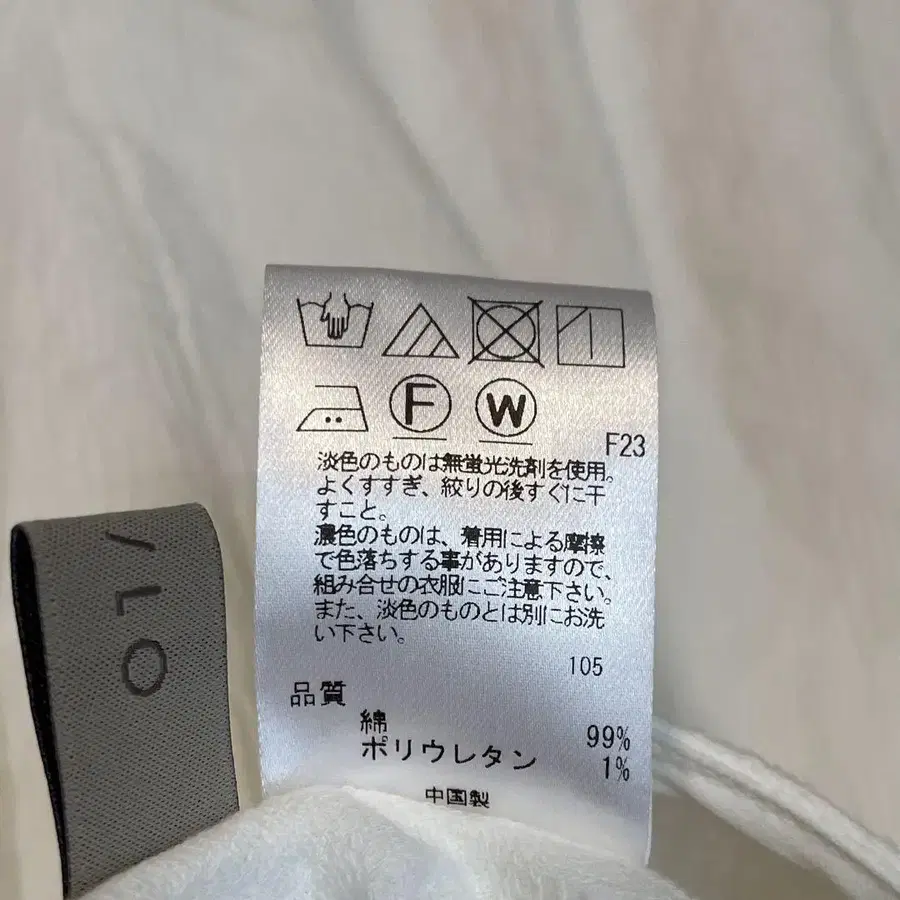 F
W
F23
淡色のものは無蛍光洗剤を使用。
よくすすぎ、絞りの後すぐに干
すこと。
濃色のものは、着用による摩擦
で色落ちする事がありますので、
組み合せの衣服にご注意下さい。
また、淡色のものとは別にお洗
い下さい。
105
品質
綿 99%
ポリウレタン 1%
中国製
LO